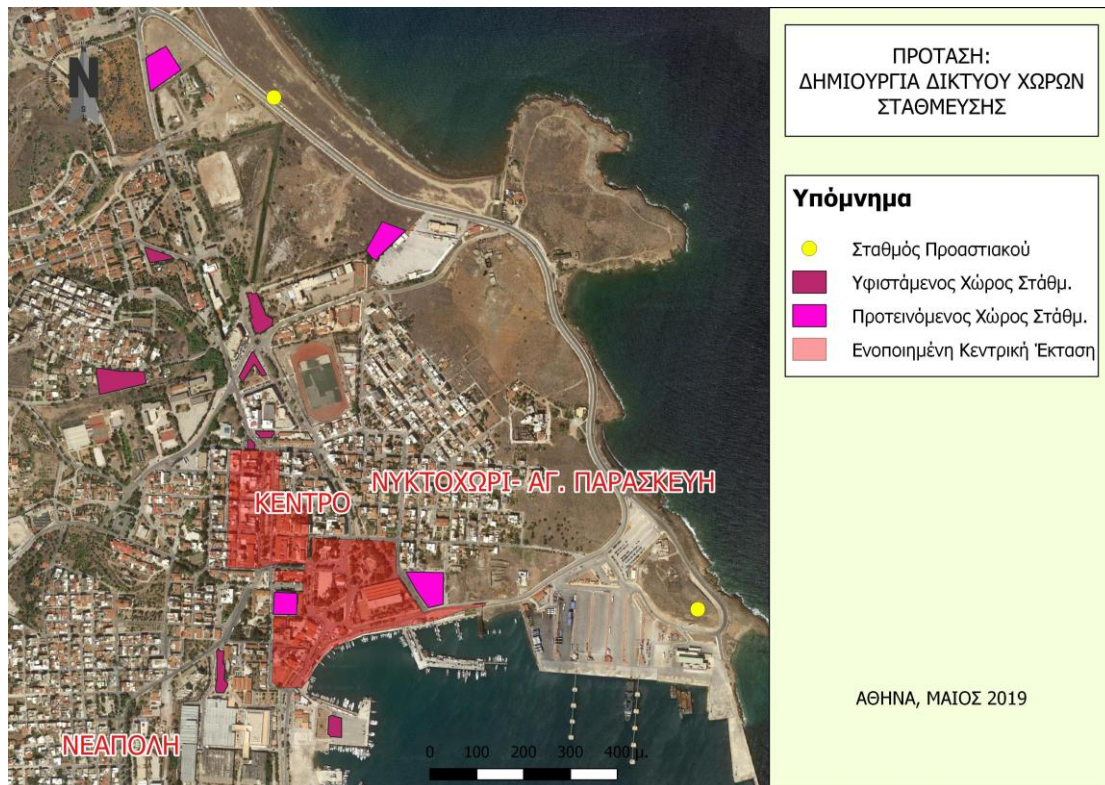 ΠΡΟΤΑΣΗ:
ΔΗΜΙΟΥΡΓΙΑ ΔΙΚΤΥΟΥ ΧΩΡΩΝ
ΣΤΑΘΜΕΥΣΗΣ
Υπόμνημα
Σταθμός Προαστιακού
Υφιστάμενος Χώρος Στάθμ.
Προτεινόμενος Χώρος Στάθμ.
Ενοποιημένη Κεντρική Έκταση
N
S
ΝΥΚΤΟΧΩΡΙ- ΑΓ. ΠΑΡΑΣΚΕΥΗ
ΚΕΝΤΡΟ
ΝΕΑΠΟΛΗ
0 100 200 300 400 μ.
ΑΘΗΝΑ, ΜΑΙΟΣ 2019